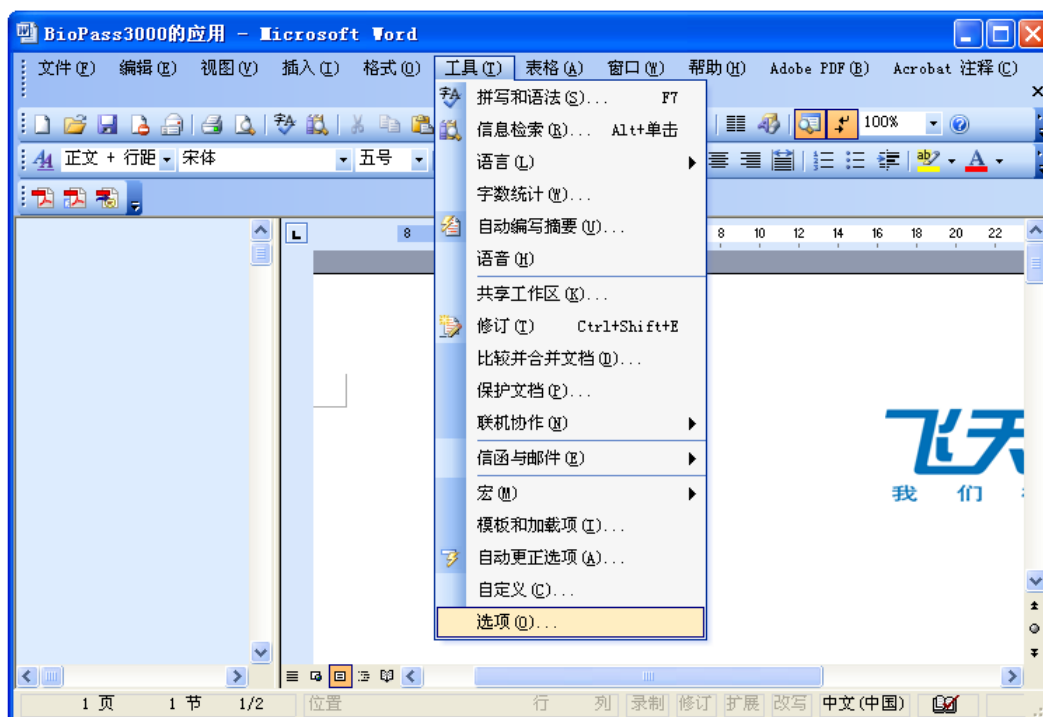 BioPass3000的应用 - Microsoft Word
文件(F) 编辑(E) 视图(V) 插入(I) 格式(O) 工具(T) 表格(A) 窗口(W) 帮助(H) Adobe PDF(B) Acrobat 注释(C)
拼写和语法(S)... F7
信息检索(R)... Alt+单击
100%
正文 + 行距 宋体 五号
语言(L)
字数统计(W)...
自动编写摘要(U)...
8 8 10 12 14 16 18 20 22
语音(H)
共享工作区(K)...
修订(T) Ctrl+Shift+E
比较并合并文档(D)...
保护文档(P)...
联机协作(N)
飞天
信函与邮件(E)
我们
宏(M)
模板和加载项(I)...
自动更正选项(A)...
自定义(C)...
选项(O)...
1 页 1 节 1/2 位置 行 列 录制 修订 扩展 改写 中文(中国)